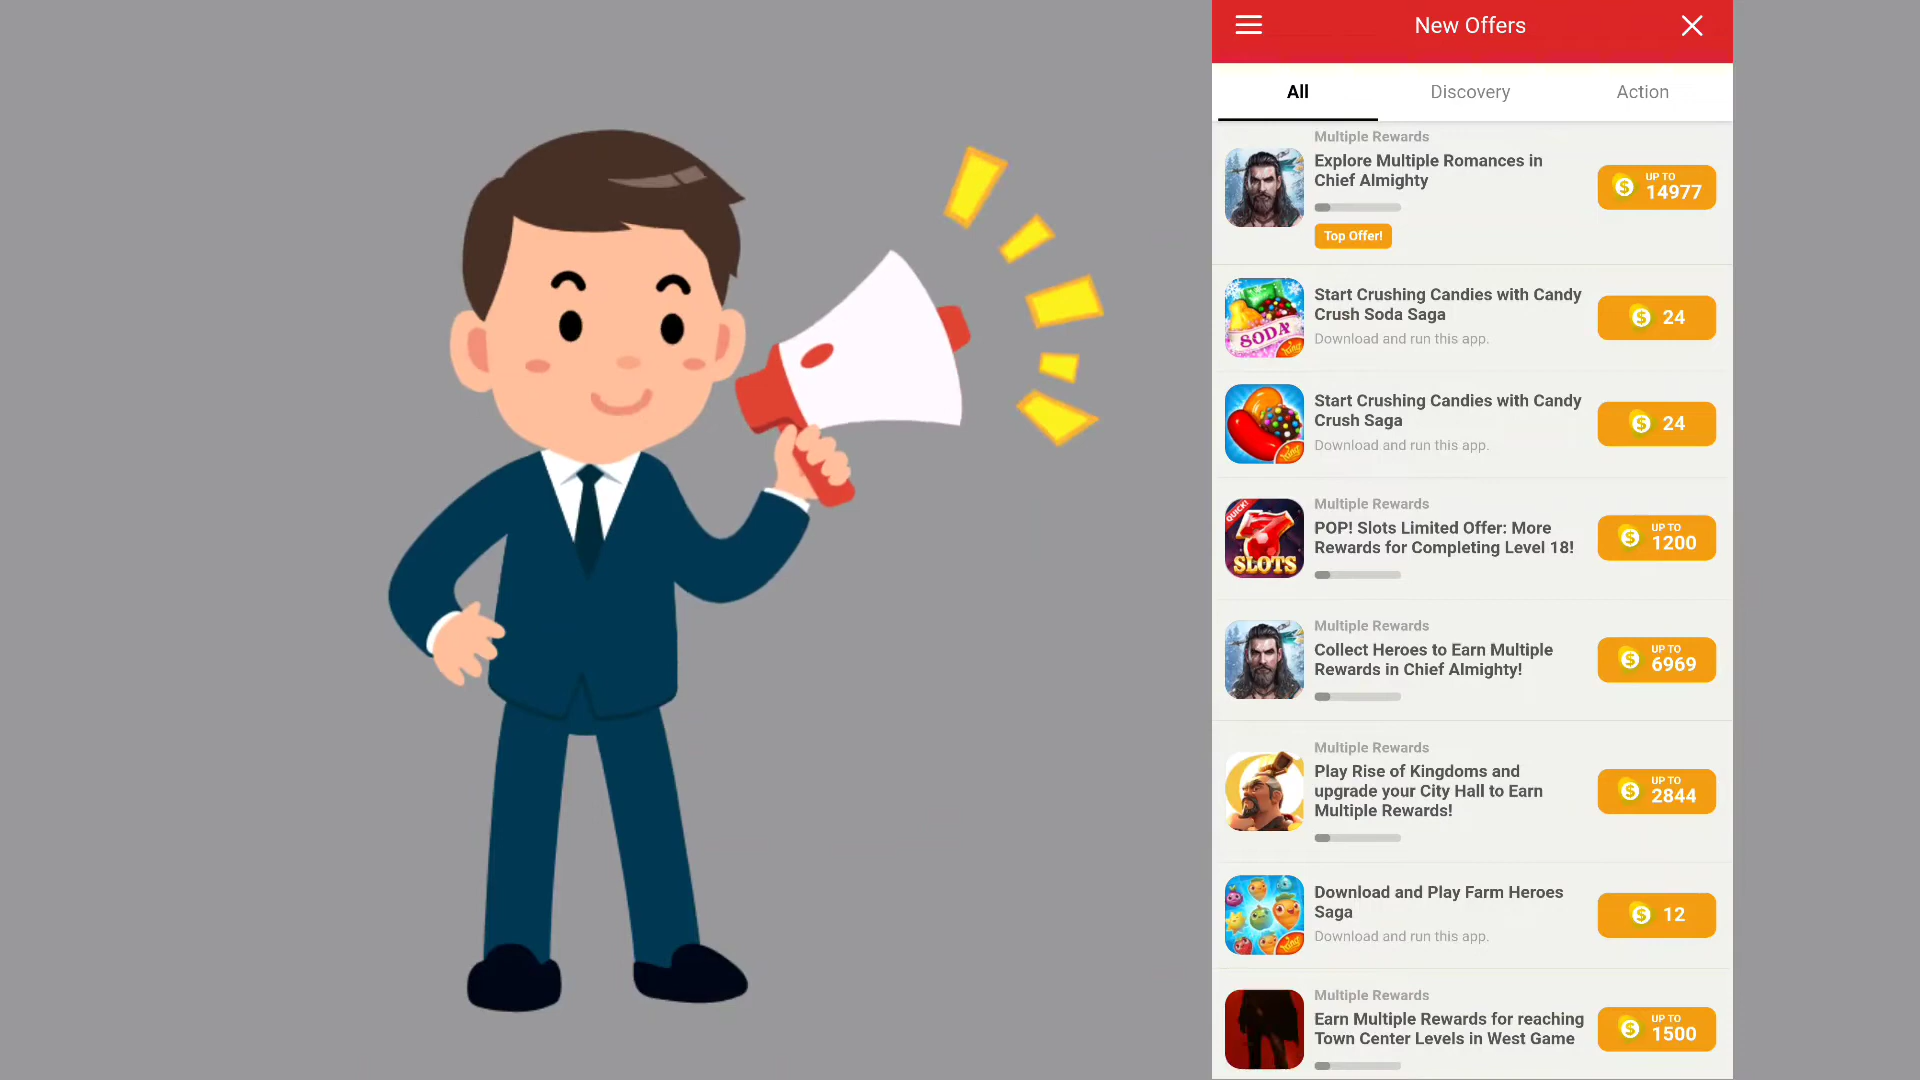 New Offers
All
Discovery
Action
Multiple Rewards
Explore Multiple Romances in
Chief Almighty
Top Offer!
UP TO
14977
SODA
King
Start Crushing Candies with Candy
Crush Soda Saga
Download and run this app.
24
King
Start Crushing Candies with Candy
Crush Saga
Download and run this app.
24
QUICK!
7
SLOTS
Multiple Rewards
POP! Slots Limited Offer: More
Rewards for Completing Level 18!
UP TO
1200
Multiple Rewards
Collect Heroes to Earn Multiple
Rewards in Chief Almighty!
UP TO
6969
Multiple Rewards
Play Rise of Kingdoms and
upgrade your City Hall to Earn
Multiple Rewards!
UP TO
2844
King
Download and Play Farm Heroes
Saga
Download and run this app.
12
Multiple Rewards
Earn Multiple Rewards for reaching
Town Center Levels in West Game
UP TO
1500